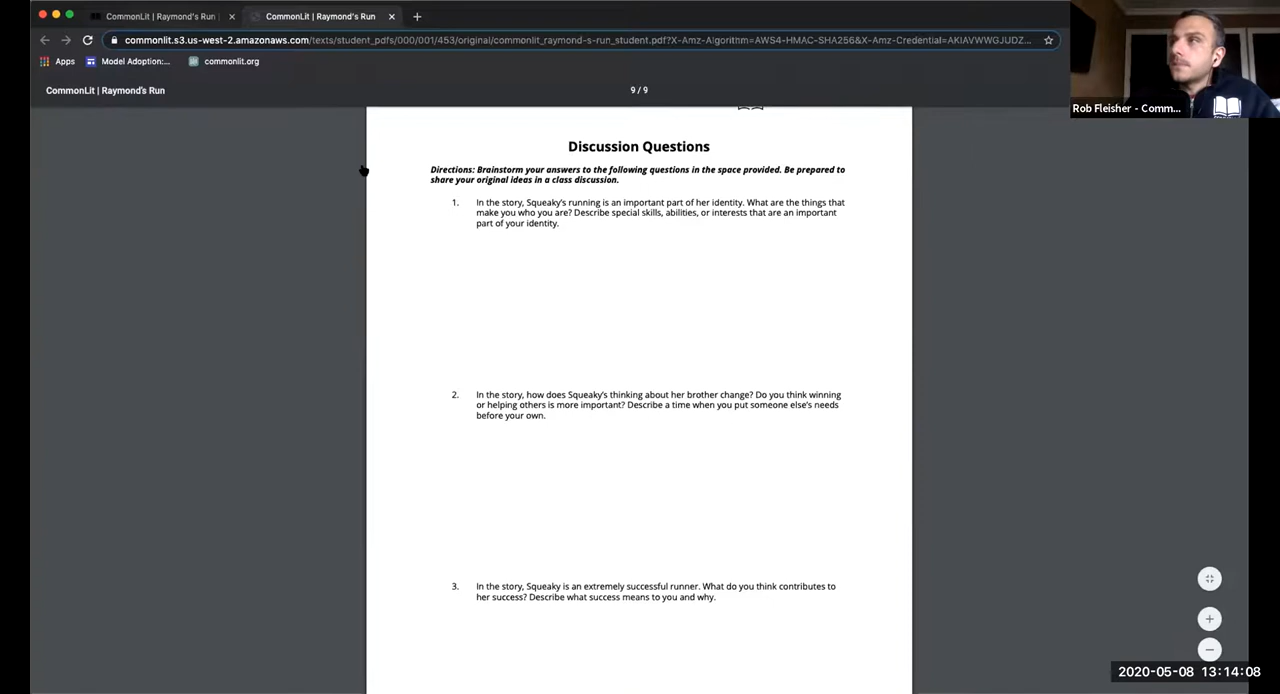 CommonLit | Raymond's Run
CommonLit | Raymond's Run
commonlit.s3.us-west-2.amazonaws.com/texts/student_pdfs/000/001/453/original/commonlit_raymond-s-run_student.pdf?X-Amz-Algorithm=AWS4-HMAC-SHA256&X-Amz-Credential=AKIAVWWGJUDZ...
Apps
Model Adoption:...
commonlit.org
CommonLit | Raymond's Run
9 / 9
Rob Fleisher - Comm...
Discussion Questions
Directions: Brainstorm your answers to the following questions in the space provided. Be prepared to
share your original ideas in a class discussion.
1. In the story, Squeaky's running is an important part of her identity. What are the things that
make you who you are? Describe special skills, abilities, or interests that are an important
part of your identity.
2. In the story, how does Squeaky's thinking about her brother change? Do you think winning
or helping others is more important? Describe a time when you put someone else's needs
before your own.
3. In the story, Squeaky is an extremely successful runner. What do you think contributes to
her success? Describe what success means to you and why.
2020-05-08 13:14:08